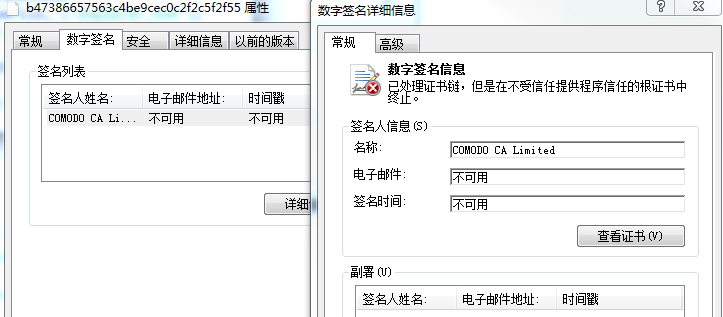 b47386657563c4be9cec0c2f2c5f2f55 属性
常规 数字签名 安全 详细信息 以前的版本
签名列表
签名人姓名: 电子邮件地址: 时间戳
COMODO CA Li... 不可用 不可用
数字签名详细信息
常规 高级
数字签名信息
已处理证书链，但是在不受信任提供程序信任的根证书中
终止。
签名人信息(S)
名称: COMODO CA Limited
电子邮件: 不可用
签名时间: 不可用
查看证书(V)
副署(U)
签名人姓名: 电子邮件地址: 时间戳